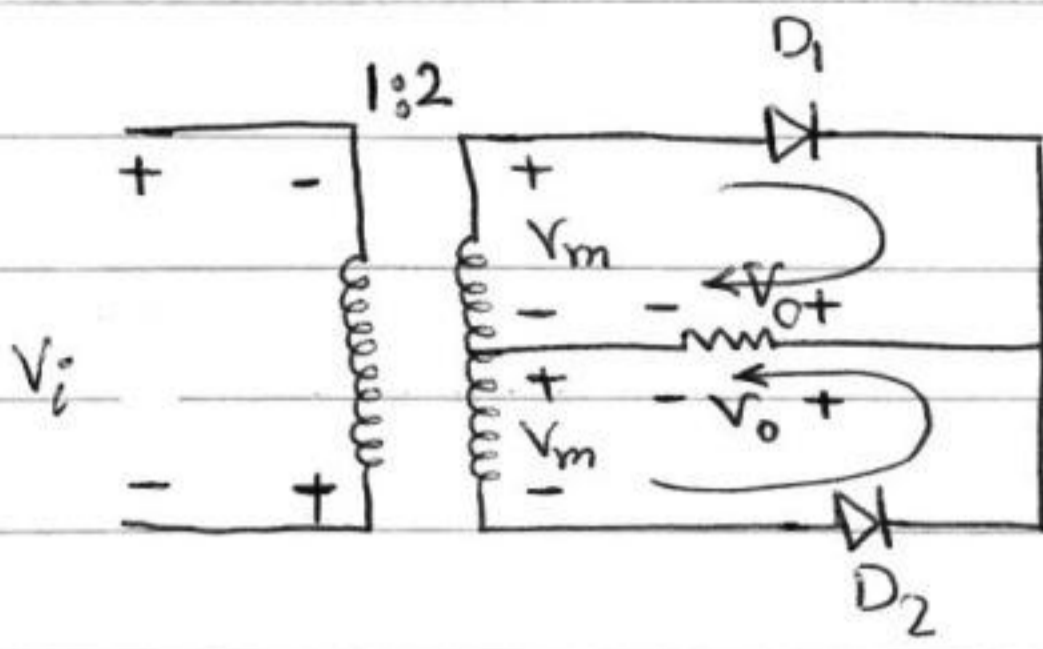 D1
1:2
+ - +
Vm
- - Vo +
Vi
+ - Vo +
Vm
- + -
D2